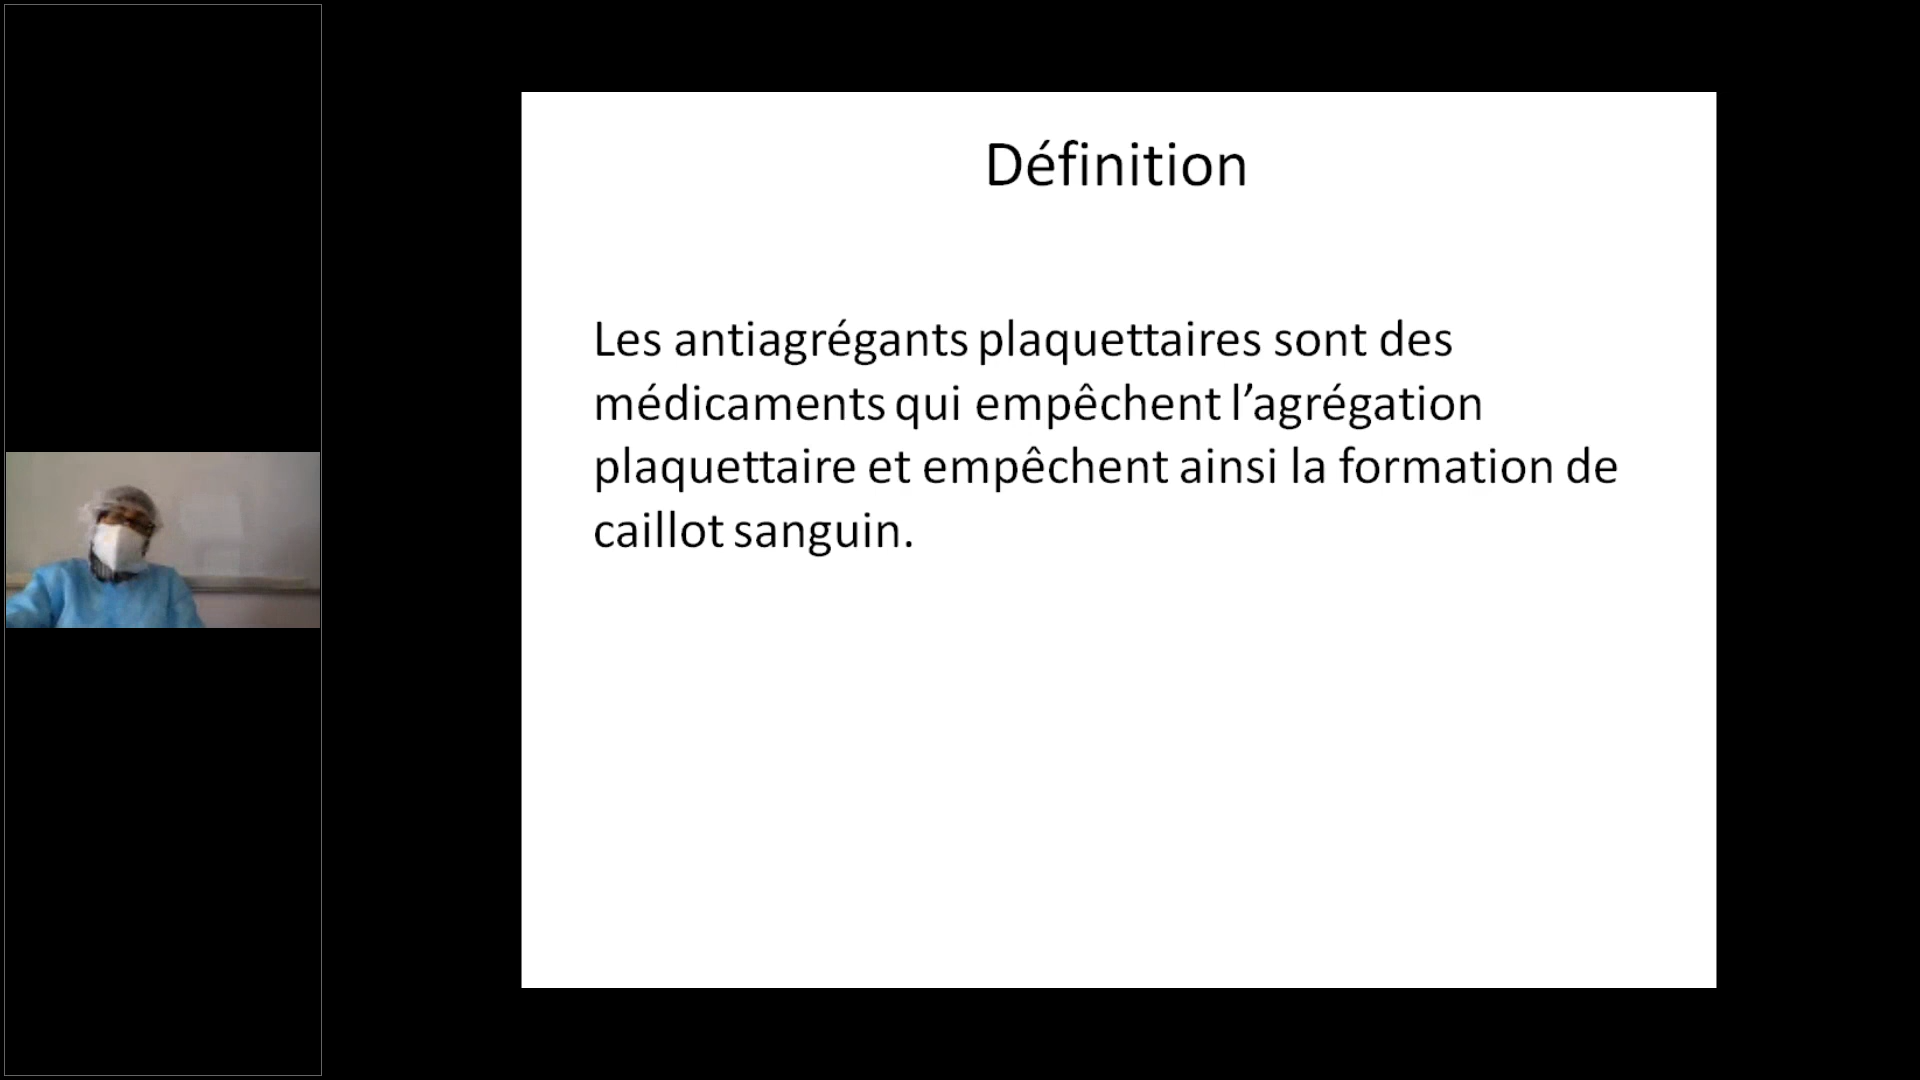 Définition
Les antiagrégants plaquettaires sont des
médicaments qui empêchent l’agrégation
plaquettaire et empêchent ainsi la formation de
caillot sanguin.